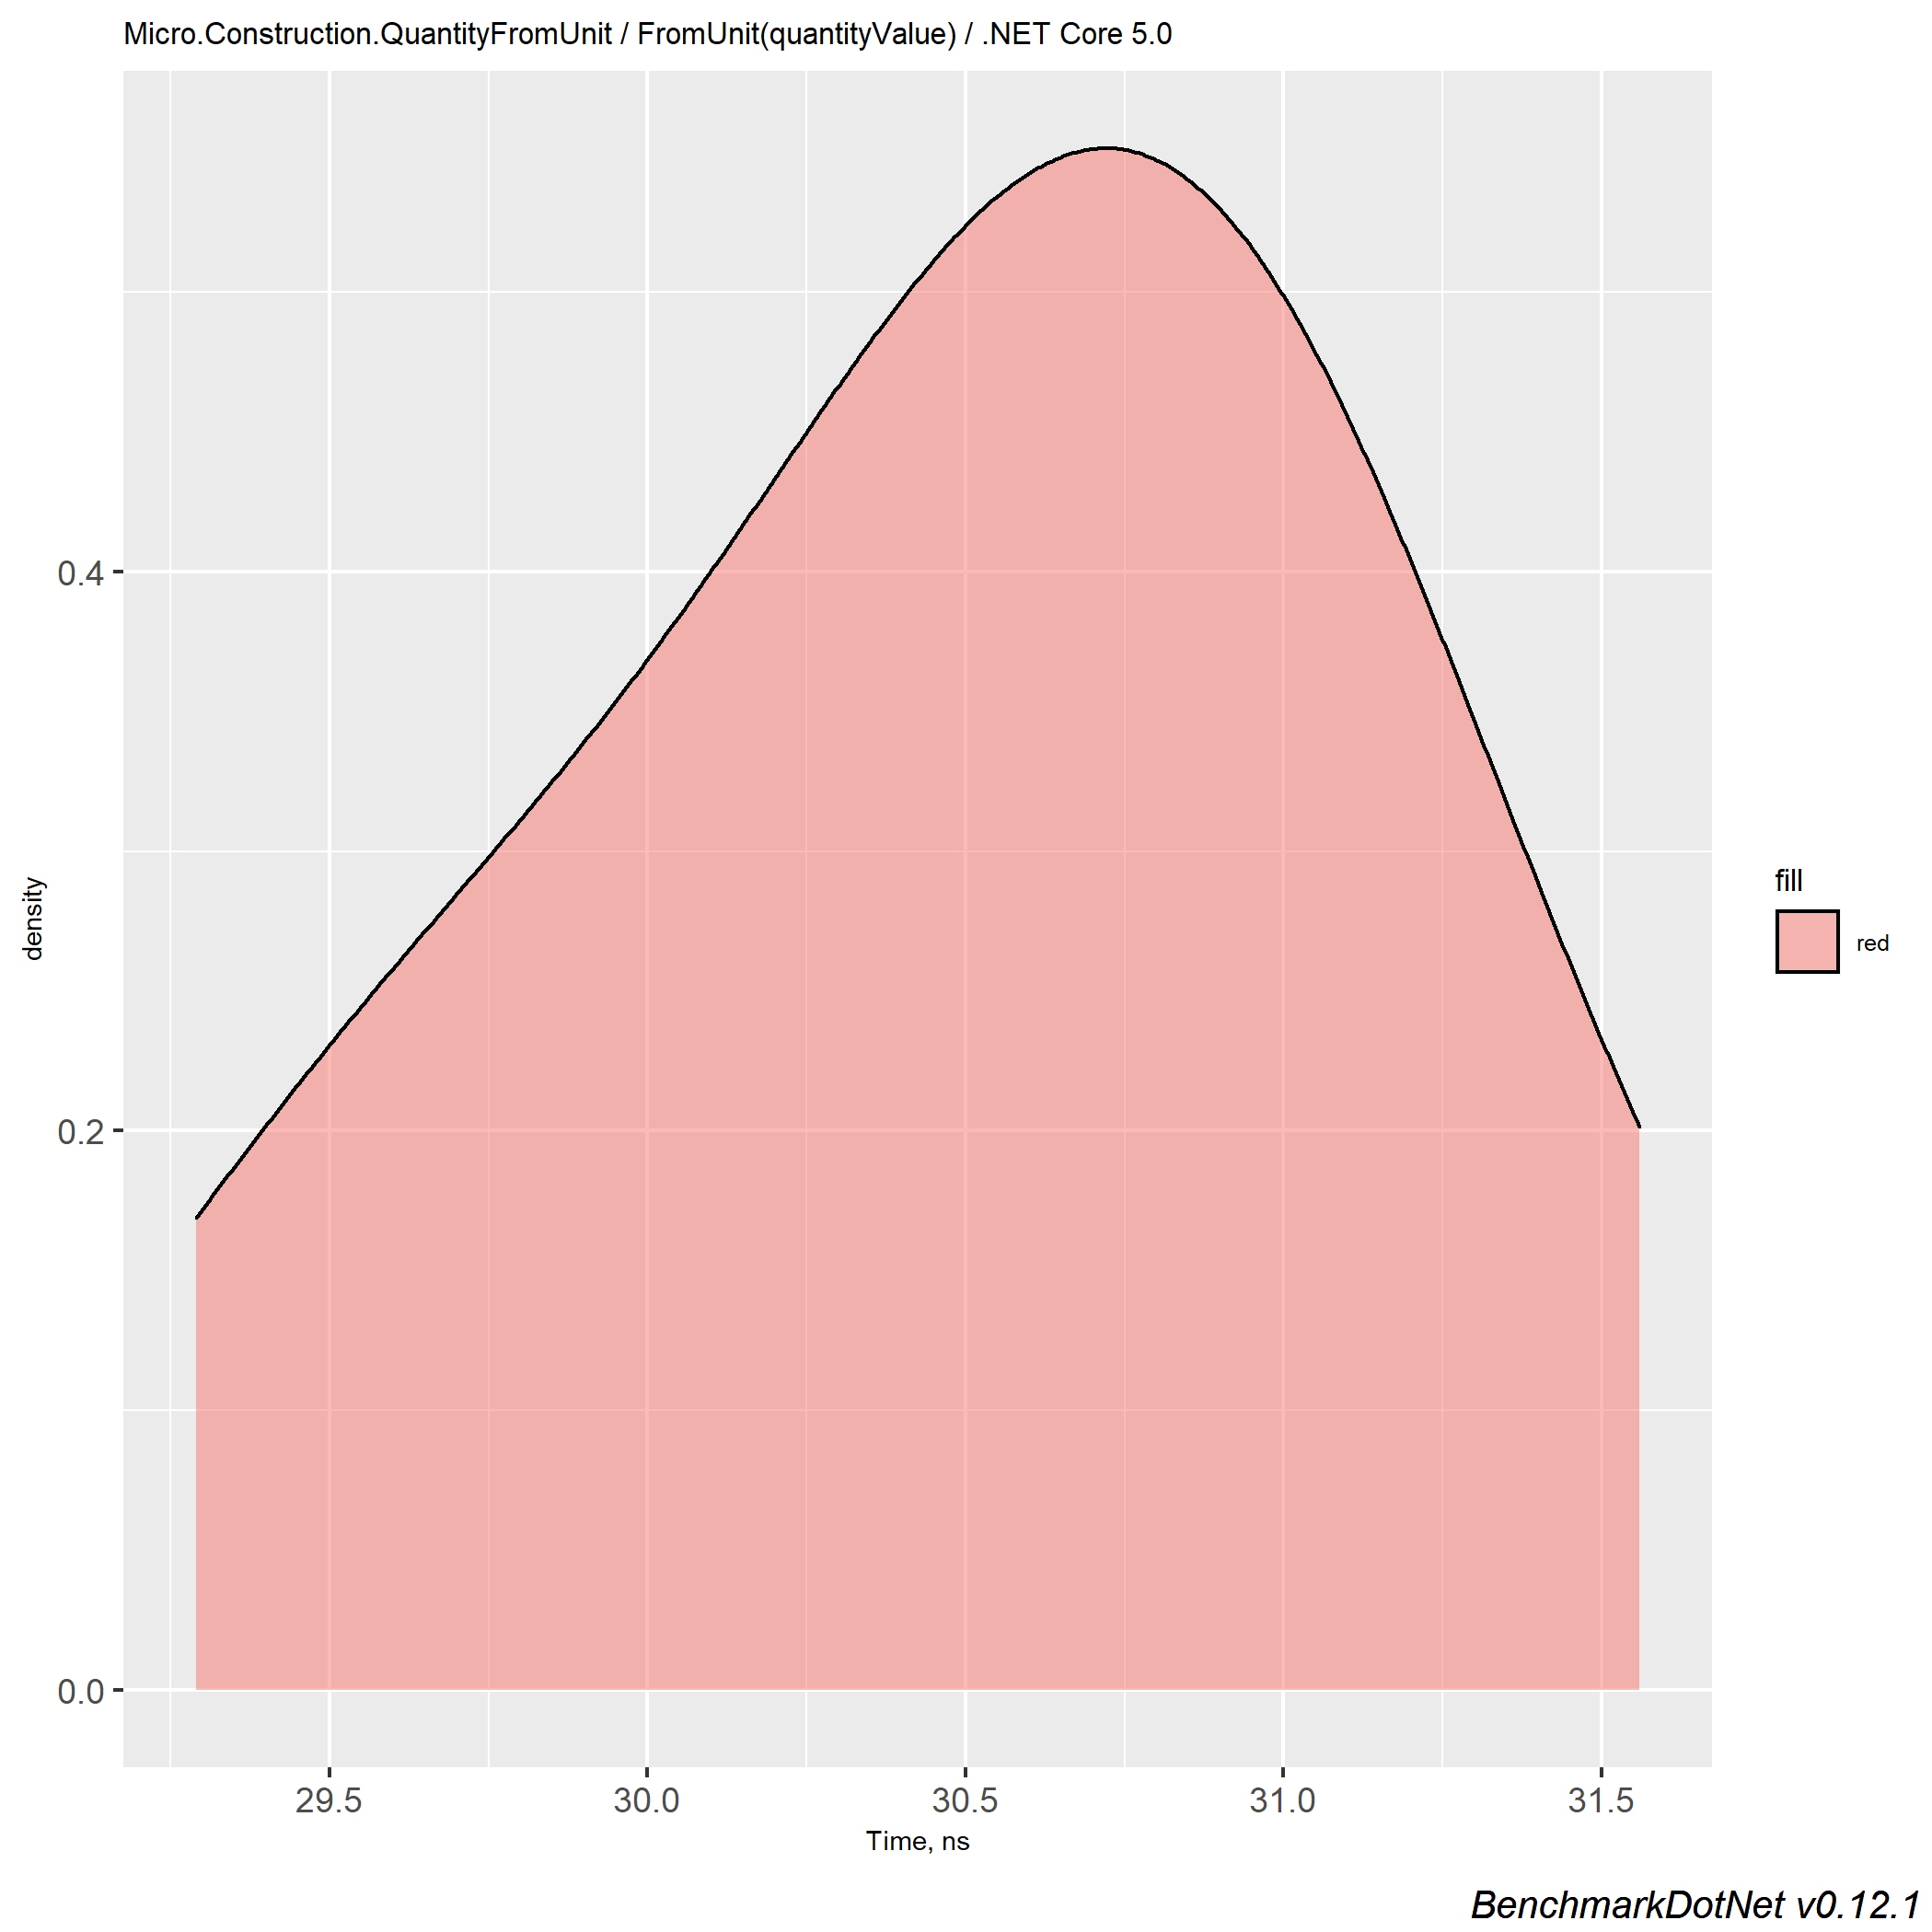 Micro.Construction.QuantityFromUnit / FromUnit(quantityValue) / .NET Core 5.0
density
0.4
0.2
0.0
29.5 30.0 30.5 31.0 31.5
Time, ns
fill
red
BenchmarkDotNet v0.12.1